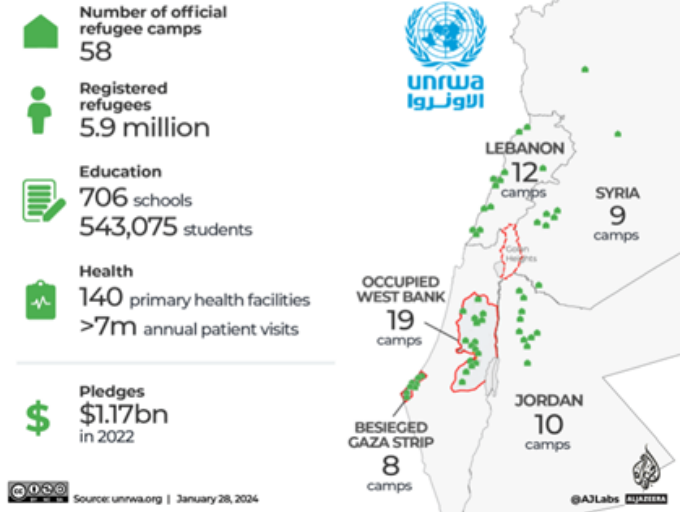 Number of official
refugee camps
58
Registered
refugees
5.9 million
Education
706 schools
543,075 students
Health
140 primary health facilities
>7m annual patient visits
Pledges
$1.17bn
in 2022
unrwa
الاونروا
LEBANON
12
camps
SYRIA
9
camps
Golan
Heights
OCCUPIED
WEST BANK
19
camps
JORDAN
10
camps
BESIEGED
GAZA STRIP
8
camps
Source: unrwa.org | January 28, 2024
@AJLabs ALJAZEERA